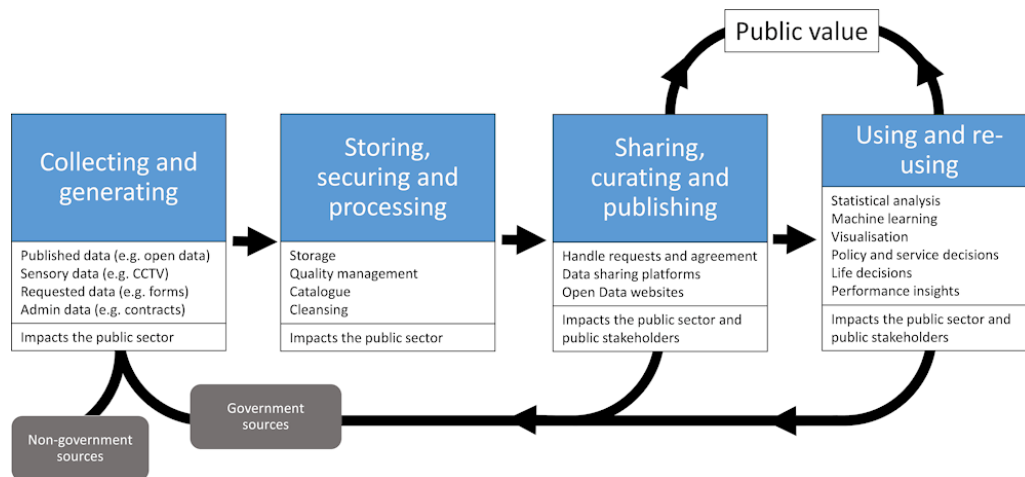 Public value
Collecting and
generating
Published data (e.g. open data)
Sensory data (e.g. CCTV)
Requested data (e.g. forms)
Admin data (e.g. contracts)
Impacts the public sector
Storing,
securing and
processing
Storage
Quality management
Catalogue
Cleansing
Impacts the public sector
Sharing,
curating and
publishing
Handle requests and agreement
Data sharing platforms
Open Data websites
Impacts the public sector and
public stakeholders
Using and re-
using
Statistical analysis
Machine learning
Visualisation
Policy and service decisions
Life decisions
Performance insights
Impacts the public sector and
public stakeholders
Government
sources
Non-government
sources